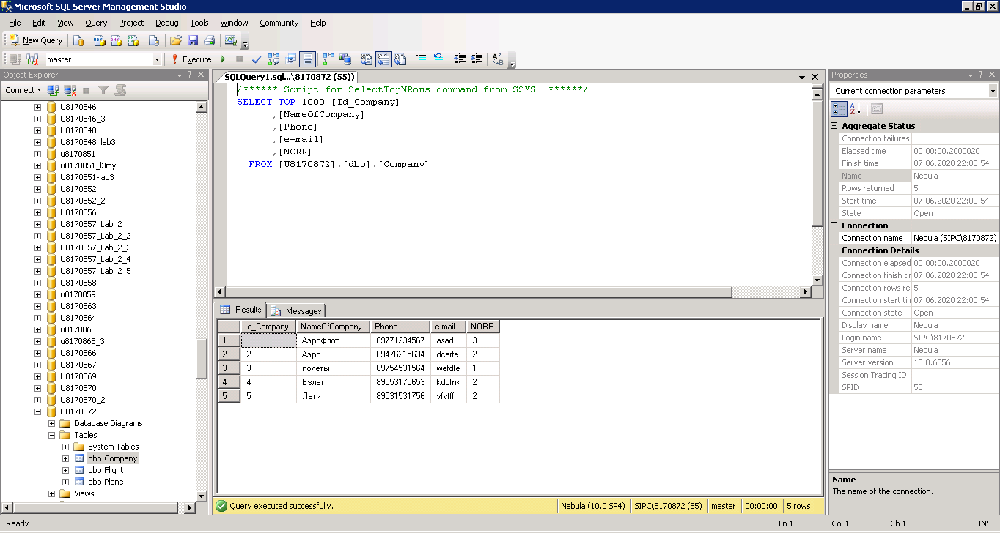 Microsoft SQL Server Management Studio
File Edit View Query Project Debug Tools Window Community Help
New Query
master Execute
Object Explorer
Connect
U8170846
U8170846_3
U8170848
U8170848_lab3
u8170851
u8170851_l3my
U8170851-lab3
U8170852
U8170852_2
U8170856
U8170857_Lab_2
U8170857_Lab_2_2
U8170857_Lab_2_3
U8170857_Lab_2_4
U8170857_Lab_2_5
U8170858
u8170859
U8170863
U8170864
u8170865
u8170865_3
U8170866
U8170867
U8170869
U8170870
U8170870_2
U8170872
Database Diagrams
Tables
System Tables
dbo.Company
dbo.Flight
dbo.Plane
Views
SQLQuery1.sql...\8170872 (55))
/****** Script for SelectTopNRows command from SSMS ******/
SELECT TOP 1000 [Id_Company]
,[NameOfCompany]
,[Phone]
,[e-mail]
,[NORR]
FROM [U8170872].[dbo].[Company]
Results Messages
Id_Company NameOfCompany Phone e-mail NORR
1 1 Аэрофлот 89771234567 asad 3
2 2 Аэро 89476215634 dcerfe 2
3 3 полеты 89754531564 wefdfe 1
4 4 Взлет 89553175653 kddfnk 2
5 5 Лети 89531531756 vfvfff 2
Query executed successfully. Nebula (10.0 SP4) SIPC\8170872 (55) master 00:00:00 5 rows
Properties
Current connection parameters
Aggregate Status
Connection failures
Elapsed time 00:00:00.2000020
Finish time 07.06.2020 22:00:54
Name Nebula
Rows returned 5
Start time 07.06.2020 22:00:54
State Open
Connection
Connection name Nebula (SIPC\8170872)
Connection Details
Connection elapsed 00:00:00.2000020
Connection finish tir 07.06.2020 22:00:54
Connection rows re 5
Connection start tin 07.06.2020 22:00:54
Connection state Open
Display name Nebula
Login name SIPC\8170872
Server name Nebula
Server version 10.0.6556
Session Tracing ID
SPID 55
Name
The name of the connection.
Ready Ln 1 Col 1 Ch 1 INS